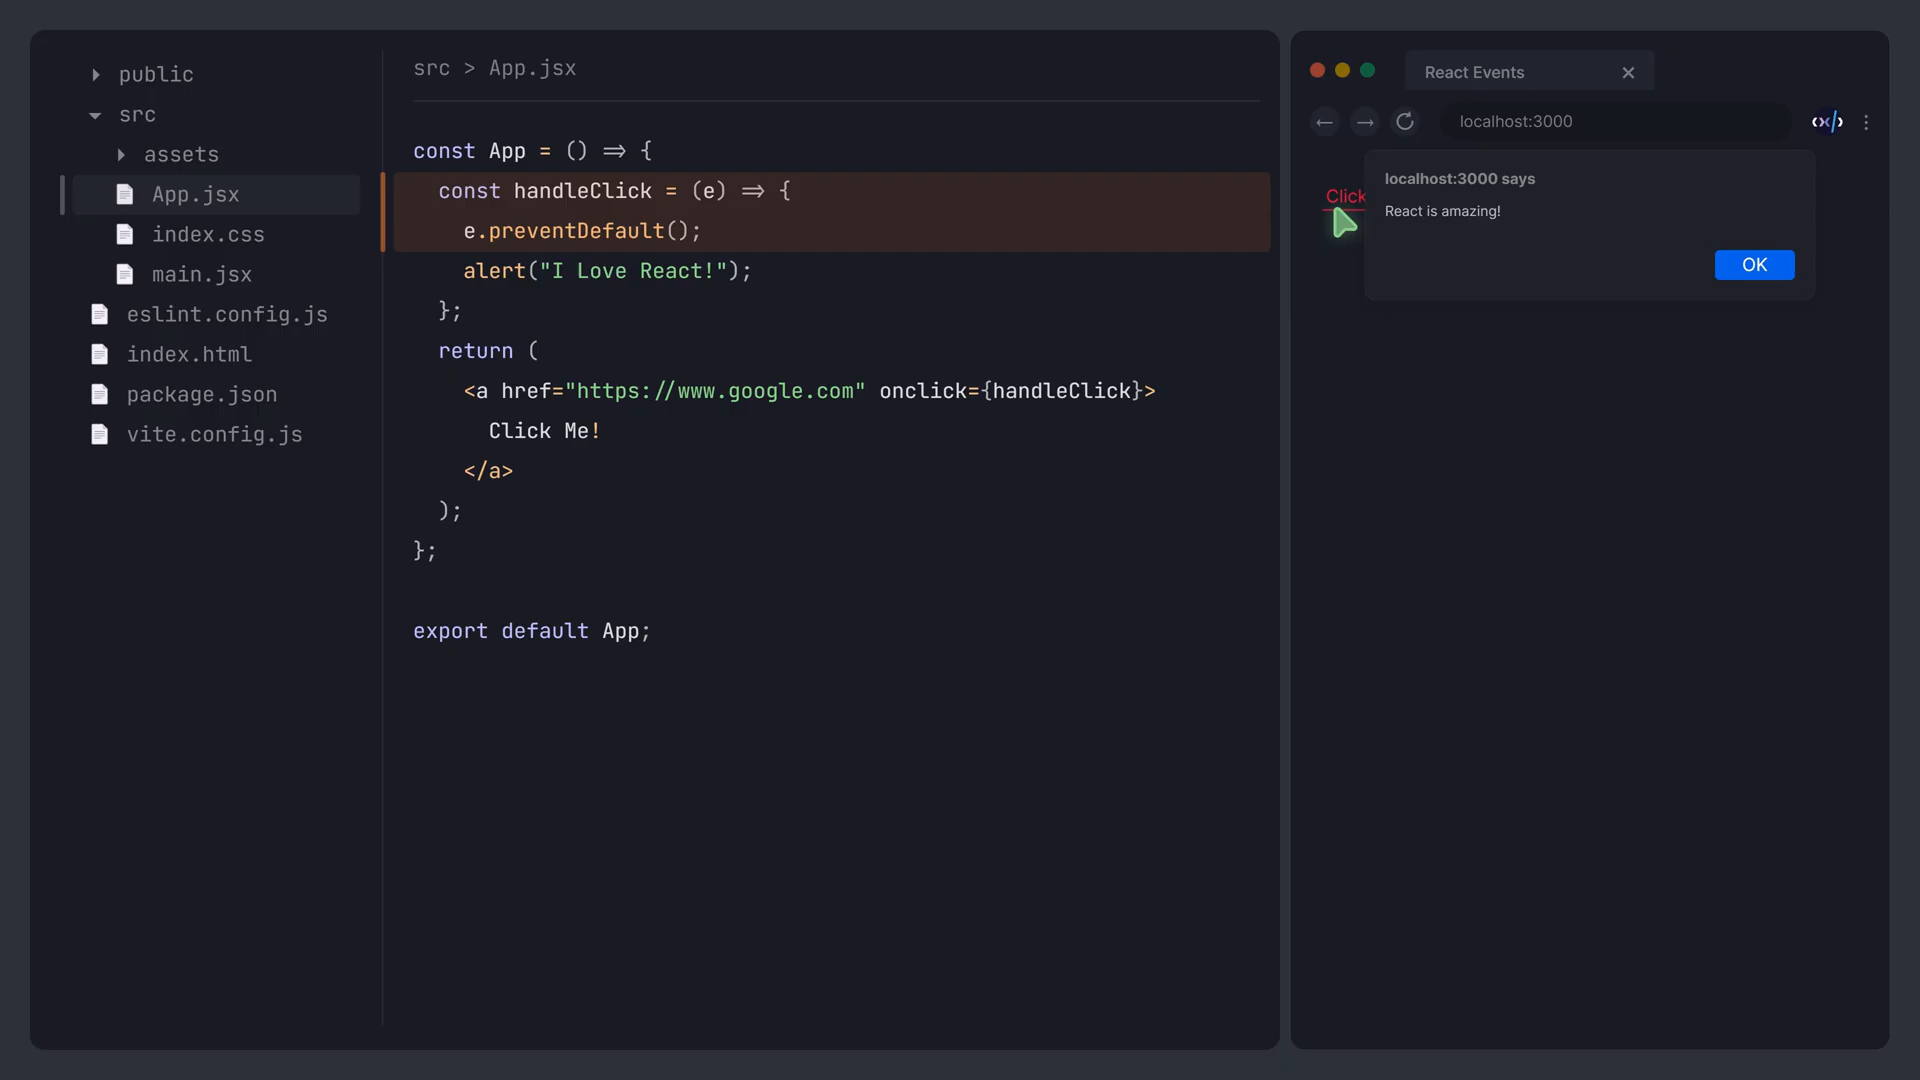 public
src
assets
App.jsx
index.css
main.jsx
eslint.config.js
index.html
package.json
vite.config.js
src > App.jsx
const App = () => {
const handleClick = (e) => {
e.preventDefault();
alert("I Love React!");
};
return (
<a href="https://www.google.com" onclick={handleClick}>
Click Me!
</a>
);
};
export default App;
React Events
localhost:3000
Click
localhost:3000 says
React is amazing!
OK